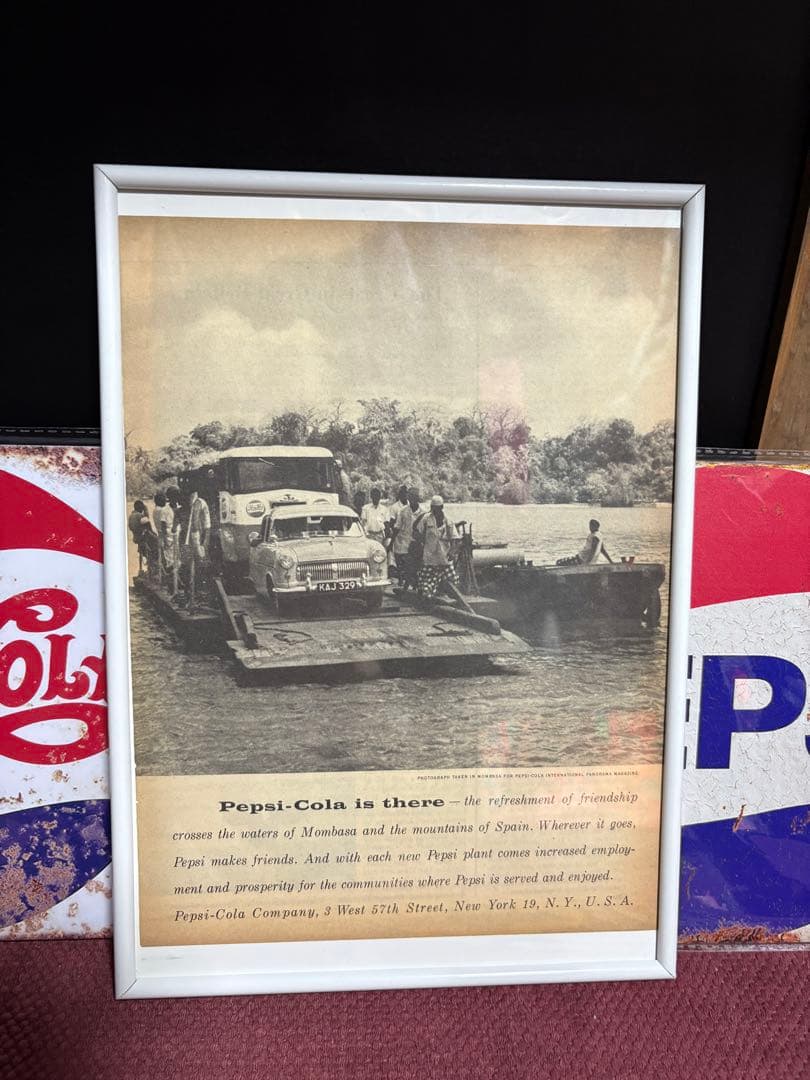 KAJ 329
PHOTOGRAPH TAKEN IN MOMBASA FOR PEPSI-COLA INTERNATIONAL PANORAMA MAGAZINE
Pepsi-Cola is there — the refreshment of friendship
crosses the waters of Mombasa and the mountains of Spain. Wherever it goes,
Pepsi makes friends. And with each new Pepsi plant comes increased employ-
ment and prosperity for the communities where Pepsi is served and enjoyed.
Pepsi-Cola Company, 3 West 57th Street, New York 19, N. Y., U. S. A.
OLA
PS